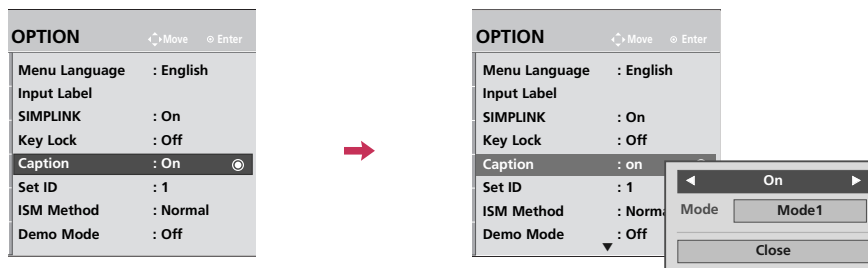 OPTION Move Enter
Menu Language : English
Input Label
SIMPLINK : On
Key Lock : Off
Caption : On
Set ID : 1
ISM Method : Normal
Demo Mode : Off
OPTION Move Enter
Menu Language : English
Input Label
SIMPLINK : On
Key Lock : Off
Caption : on
Set ID : 1
ISM Method : Norma
Demo Mode : Off
On
Mode Mode1
Close